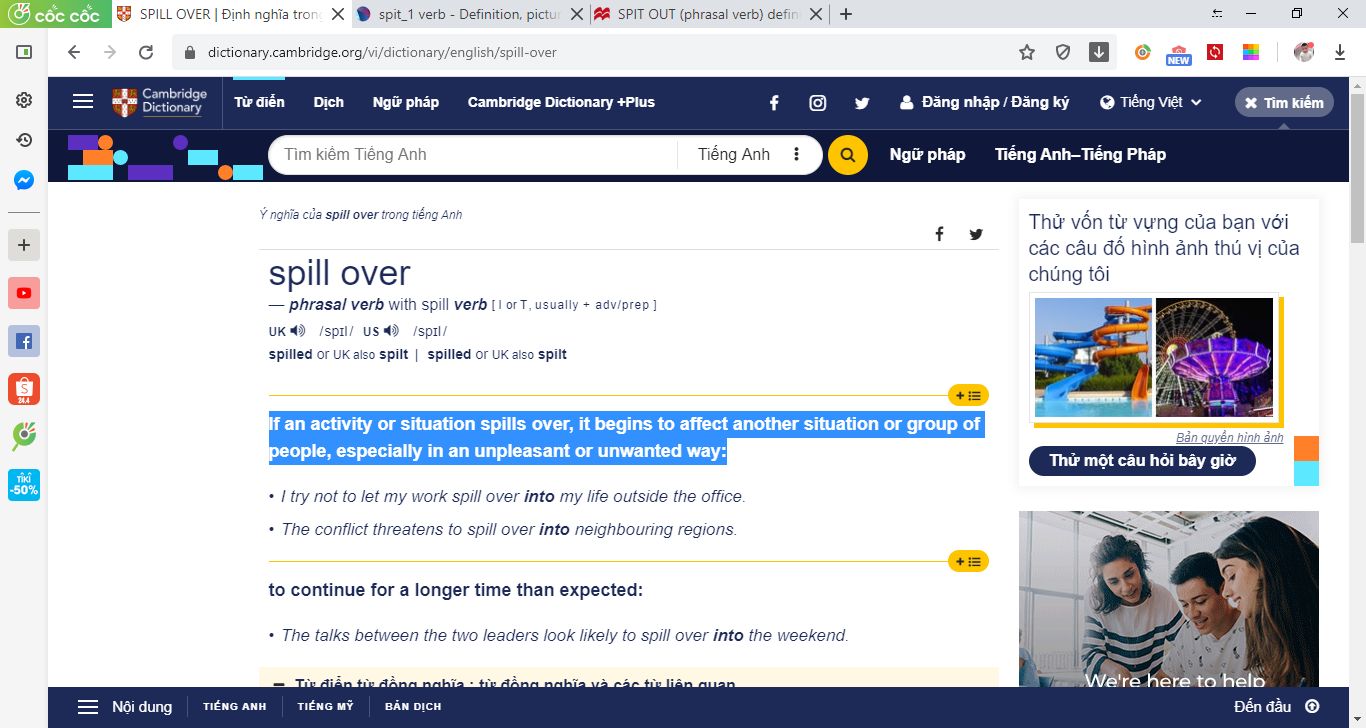 cốc cốc
SPILL OVER | Định nghĩa trong
spit_1 verb - Definition, pictur
SPIT OUT (phrasal verb) defini
dictionary.cambridge.org/vi/dictionary/english/spill-over
NEW
Cambridge
Dictionary
Từ điển
Dịch
Ngữ pháp
Cambridge Dictionary +Plus
Đăng nhập / Đăng ký
Tiếng Việt
Tìm kiếm
Tìm kiếm Tiếng Anh
Tiếng Anh
Ngữ pháp
Tiếng Anh–Tiếng Pháp
24.4
TIKI
-50%
Ý nghĩa của spill over trong tiếng Anh
spill over
— phrasal verb with spill verb [ I or T, usually + adv/prep ]
UK /spɪl/ US /spɪl/
spilled or UK also spilt | spilled or UK also spilt
If an activity or situation spills over, it begins to affect another situation or group of
people, especially in an unpleasant or unwanted way:
• I try not to let my work spill over into my life outside the office.
• The conflict threatens to spill over into neighbouring regions.
to continue for a longer time than expected:
• The talks between the two leaders look likely to spill over into the weekend.
Từ điển từ đồng nghĩa : từ đồng nghĩa và các từ liên quan
Thử vốn từ vựng của bạn với
các câu đố hình ảnh thú vị của
chúng tôi
Bản quyền hình ảnh
Thử một câu hỏi bây giờ
We're here to help
Nội dung
TIẾNG ANH
TIẾNG MỸ
BẢN DỊCH
Đến đầu